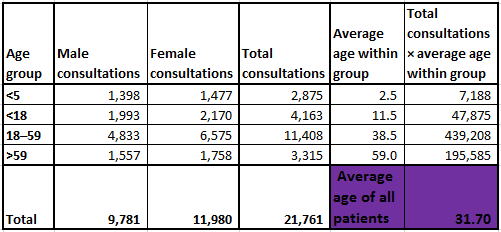 Age group Male consultations Female consultations Total consultations Average age within group Total consultations × average age within group
<5 1,398 1,477 2,875 2.5 7,188
<18 1,993 2,170 4,163 11.5 47,875
18–59 4,833 6,575 11,408 38.5 439,208
>59 1,557 1,758 3,315 59.0 195,585
Total 9,781 11,980 21,761 Average age of all patients 31.70